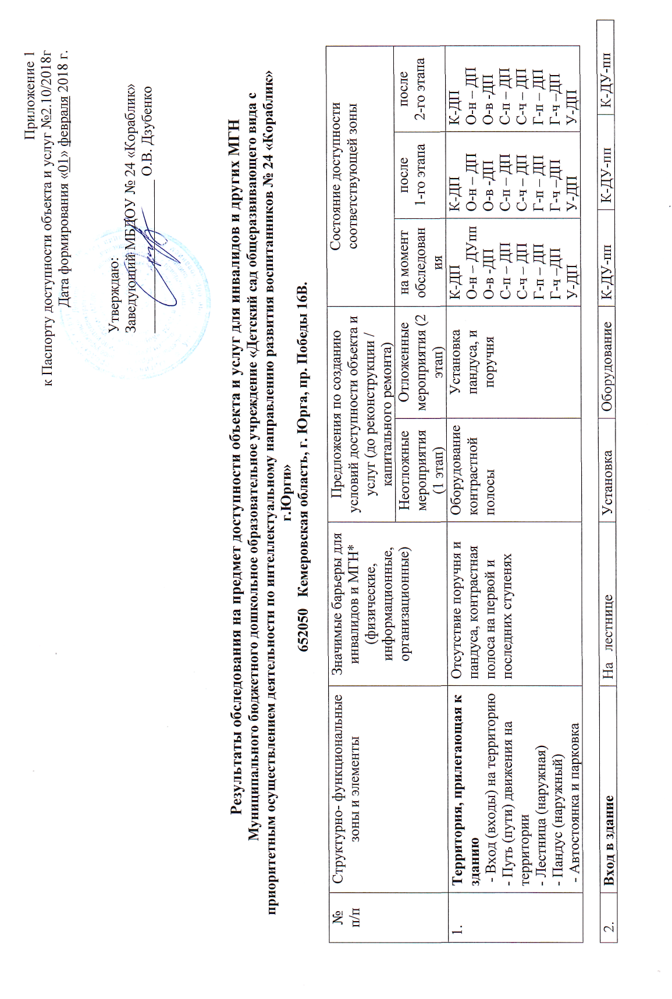 Приложение 1
к Паспорту доступности объекта и услуг №2.10/2018г
Дата формирования «01» февраля 2018 г.
Утверждаю:
Заведующий МБДОУ № 24 «Кораблик»
О.В. Дзубенко
Результаты обследования на предмет доступности объекта и услуг для инвалидов и других МГН
Муниципального бюджетного дошкольное образовательное учреждение «Детский сад общеразвивающего вида с
приоритетным осуществлением деятельности по интеллектуальному направлению развития воспитанников № 24 «Кораблик»
г.Юрги»
652050 Кемеровская область, г. Юрга, пр. Победы 16В.
№
п/п
Структурно- функциональные
зоны и элементы
Значимые барьеры для
инвалидов и МГН*
(физические,
информационные,
организационные)
Предложения по созданию
условий доступности объекта и
услуг (до реконструкции /
капитального ремонта)
Неотложные
мероприятия
(1 этап)
Отложенные
мероприятия (2
этап)
Состояние доступности
соответствующей зоны
на момент
обследован
ия
после
1-го этапа
после
2-го этапа
1.
Территория, прилегающая к
зданию
- Вход (входы) на территорию
- Путь (пути) движения на
территории
- Лестница (наружная)
- Пандус (наружный)
- Автостоянка и парковка
Отсутствие поручня и
пандуса, контрастная
полоса на первой и
последних ступенях
Оборудование
контрастной
полосы
Установка
пандуса, и
поручня
К-ДП
О-н – ДУпп
О-в -ДП
С-п – ДП
С-ч – ДП
Г-п – ДП
Г-ч –ДП
У-ДП
К-ДП
О-н – ДП
О-в -ДП
С-п – ДП
С-ч – ДП
Г-п – ДП
Г-ч –ДП
У-ДП
К-ДП
О-н – ДП
О-в -ДП
С-п – ДП
С-ч – ДП
Г-п – ДП
Г-ч –ДП
У-ДП
2.
Вход в здание
На лестнице
Установка
Оборудование
К-ДУ-пп
К-ДУ-пп
К-ДУ-пп